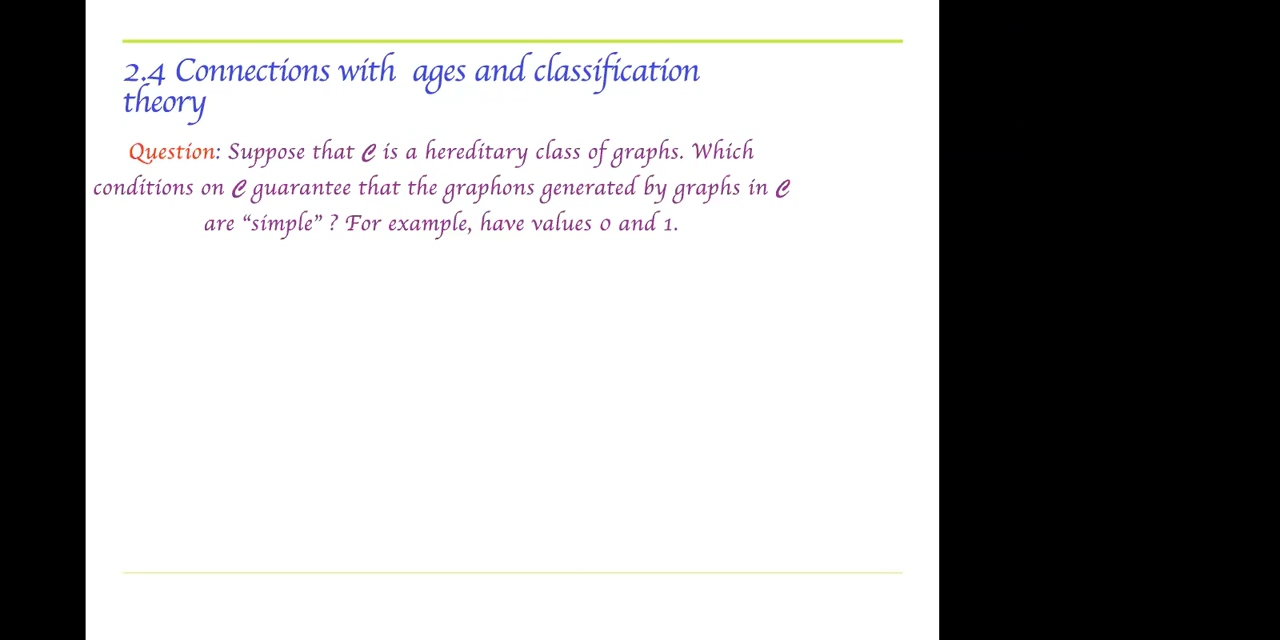 2.4 Connections with ages and classification
theory
Question: Suppose that C is a hereditary class of graphs. Which
conditions on C guarantee that the graphons generated by graphs in C
are “simple” ? For example, have values 0 and 1.